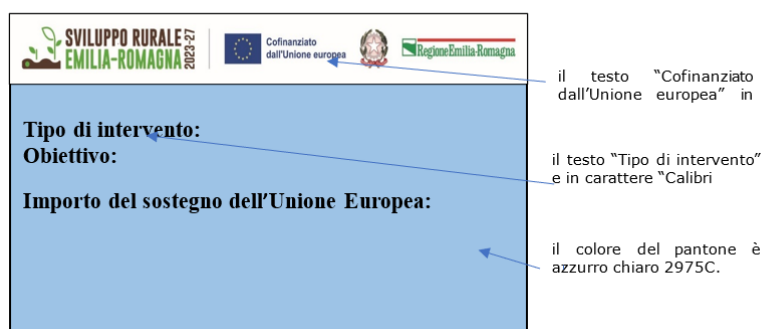 SVILUPPO RURALE
EMILIA-ROMAGNA
2023-27
Cofinanziato
dall'Unione europea
RegioneEmilia-Romagna
il testo "Cofinanziato
dall'Unione europea" in
Tipo di intervento:
Obiettivo:
il testo "Tipo di intervento"
e in carattere "Calibri
Importo del sostegno dell'Unione Europea:
il colore del pantone è
azzurro chiaro 2975C.